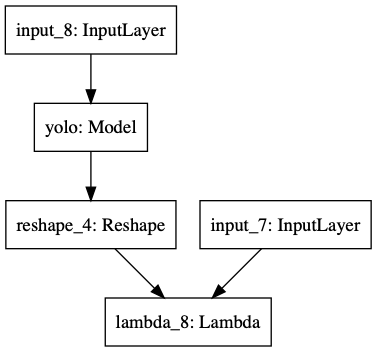 input_8: InputLayer
yolo: Model
reshape_4: Reshape
input_7: InputLayer
lambda_8: Lambda